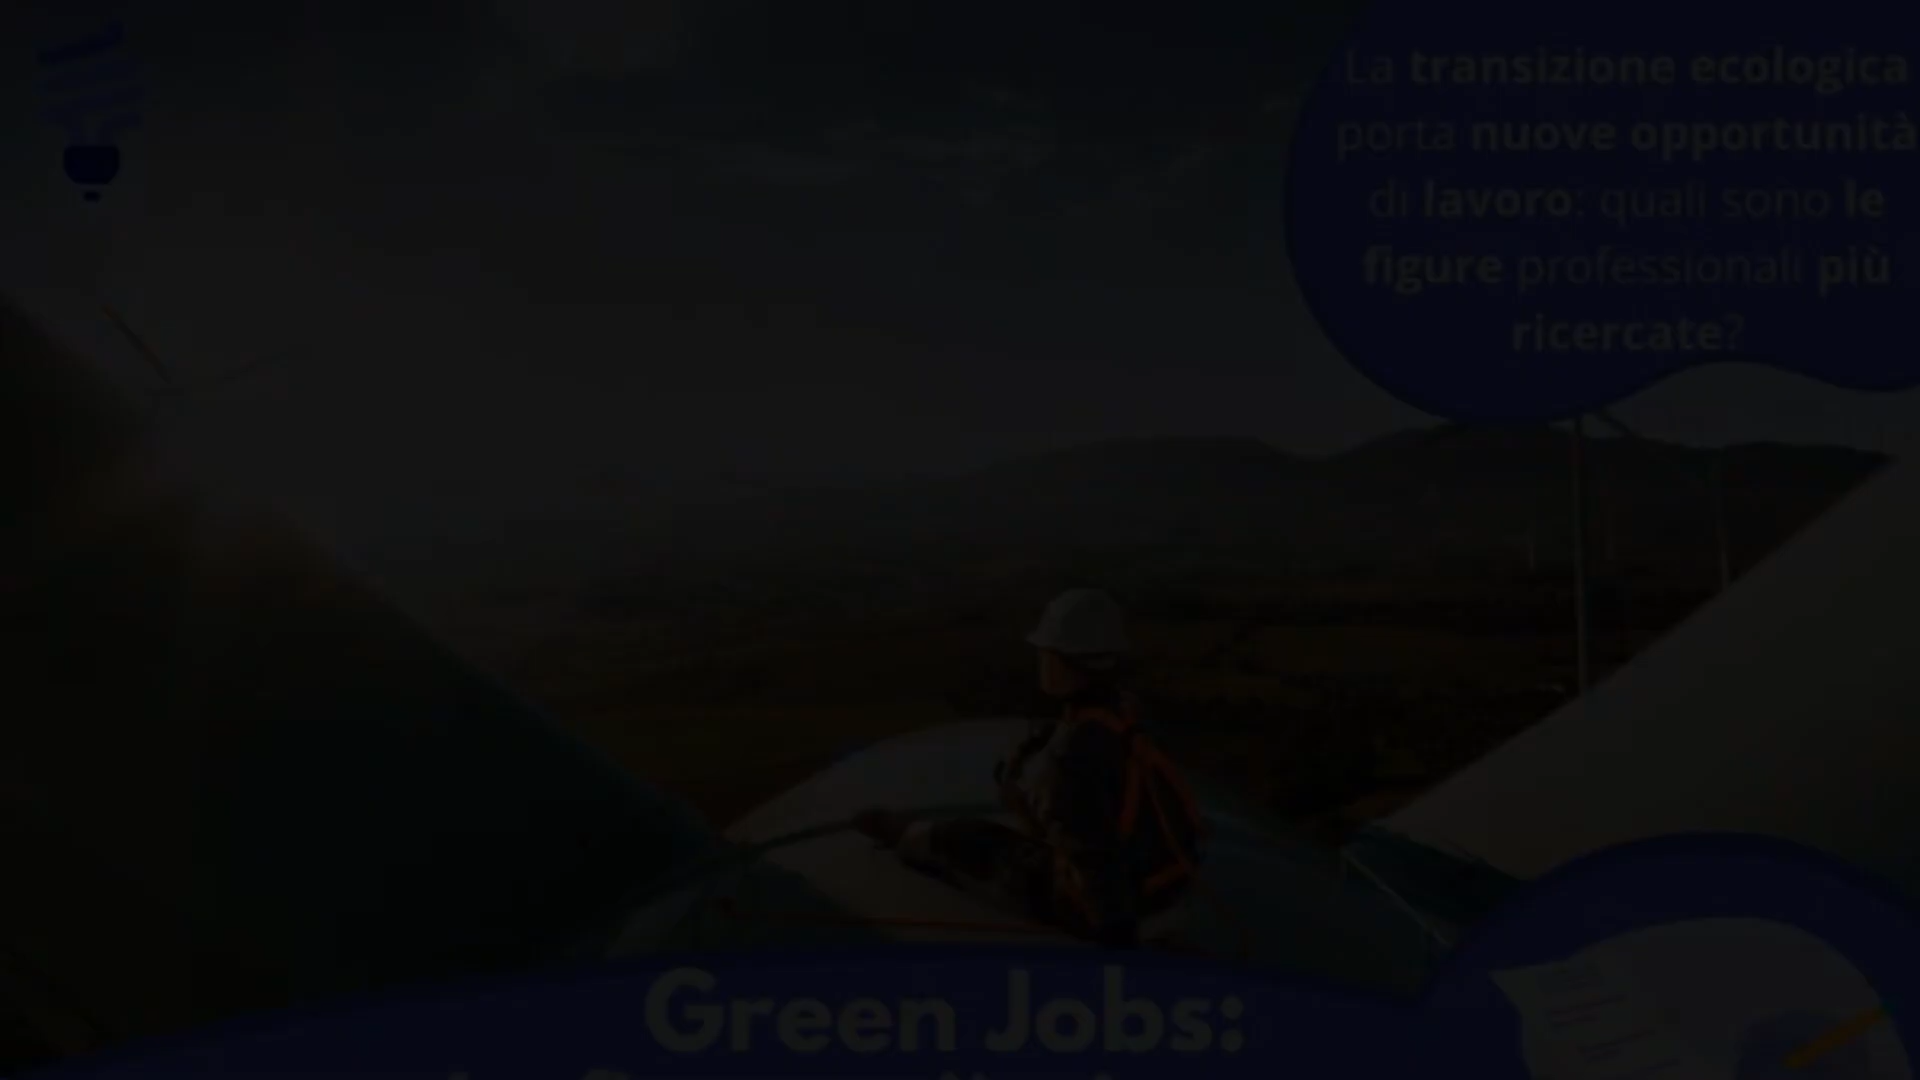 La transizione ecologica
porta nuove opportunità
di lavoro: quali sono le
figure professionali più
ricercate?
Green Jobs: